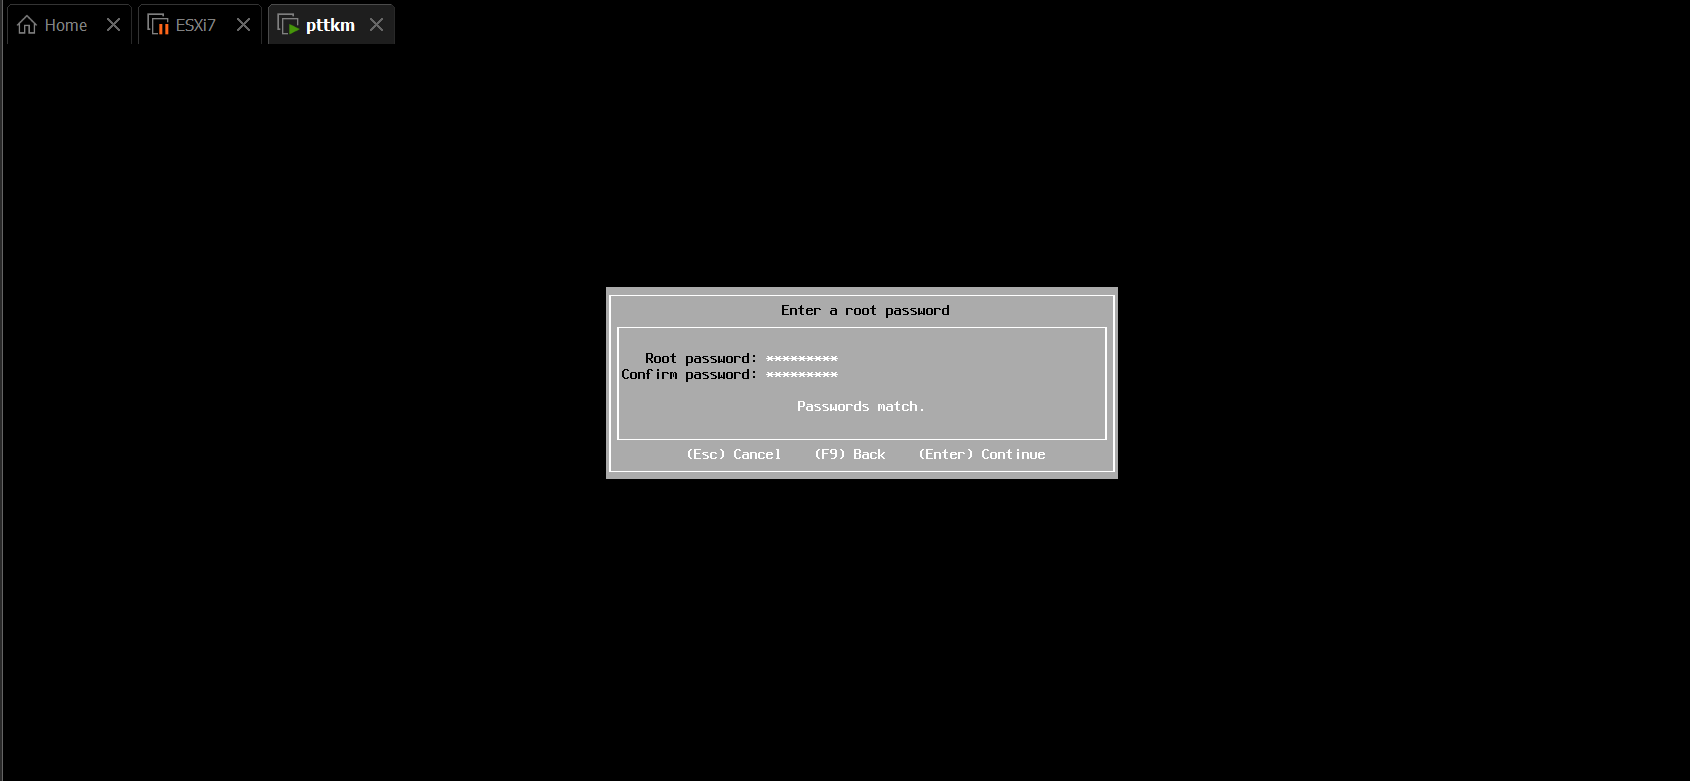 Home ESXi7 pttkm
Enter a root password
Root password: *********
Confirm password: *********
Passwords match.
(Esc) Cancel (F9) Back (Enter) Continue